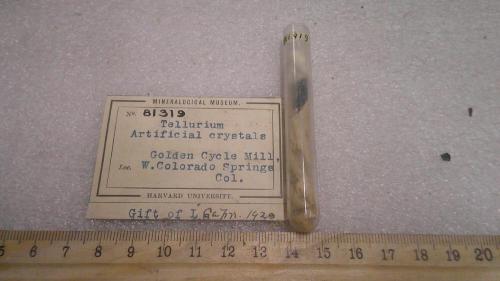 81319
MINERALOGICAL MUSEUM.
No. 81319
Tellurium
Artificial crystals
Golden Cycle Mill,
Loc. W.Colorado Springs
Col.
HARVARD UNIVERSITY.
Gift of
5 6 7 8 9 10 11 12 13 14 15 16 17 18 19 20